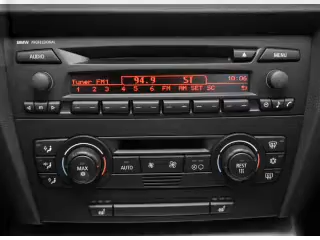 BMW PROFESSIONAL
AUDIO
MENU
Tuner FM1 94.9 ST 10:06
1 2 3 4 5 6 FM AM SET SC
MAX
AUTO
REST